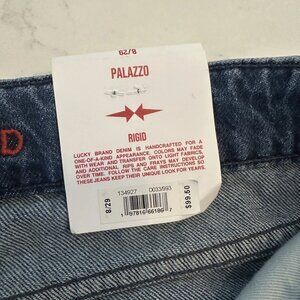 8/29
PALAZZO
RIGID
LUCKY BRAND DENIM IS HANDCRAFTED FOR A
ONE-OF-A-KIND APPEARANCE. COLORS MAY FADE
WITH WEAR AND TRANSFER ONTO LIGHT FABRICS,
AND ADDITIONAL RIPS AND FRAYS MAY DEVELOP
OVER TIME. FOLLOW THE CARE INSTRUCTIONS SO
THESE JEANS KEEP THEIR UNIQUE LOOK FOR YEARS.
8/29
134927
D033/993
$99.50
D